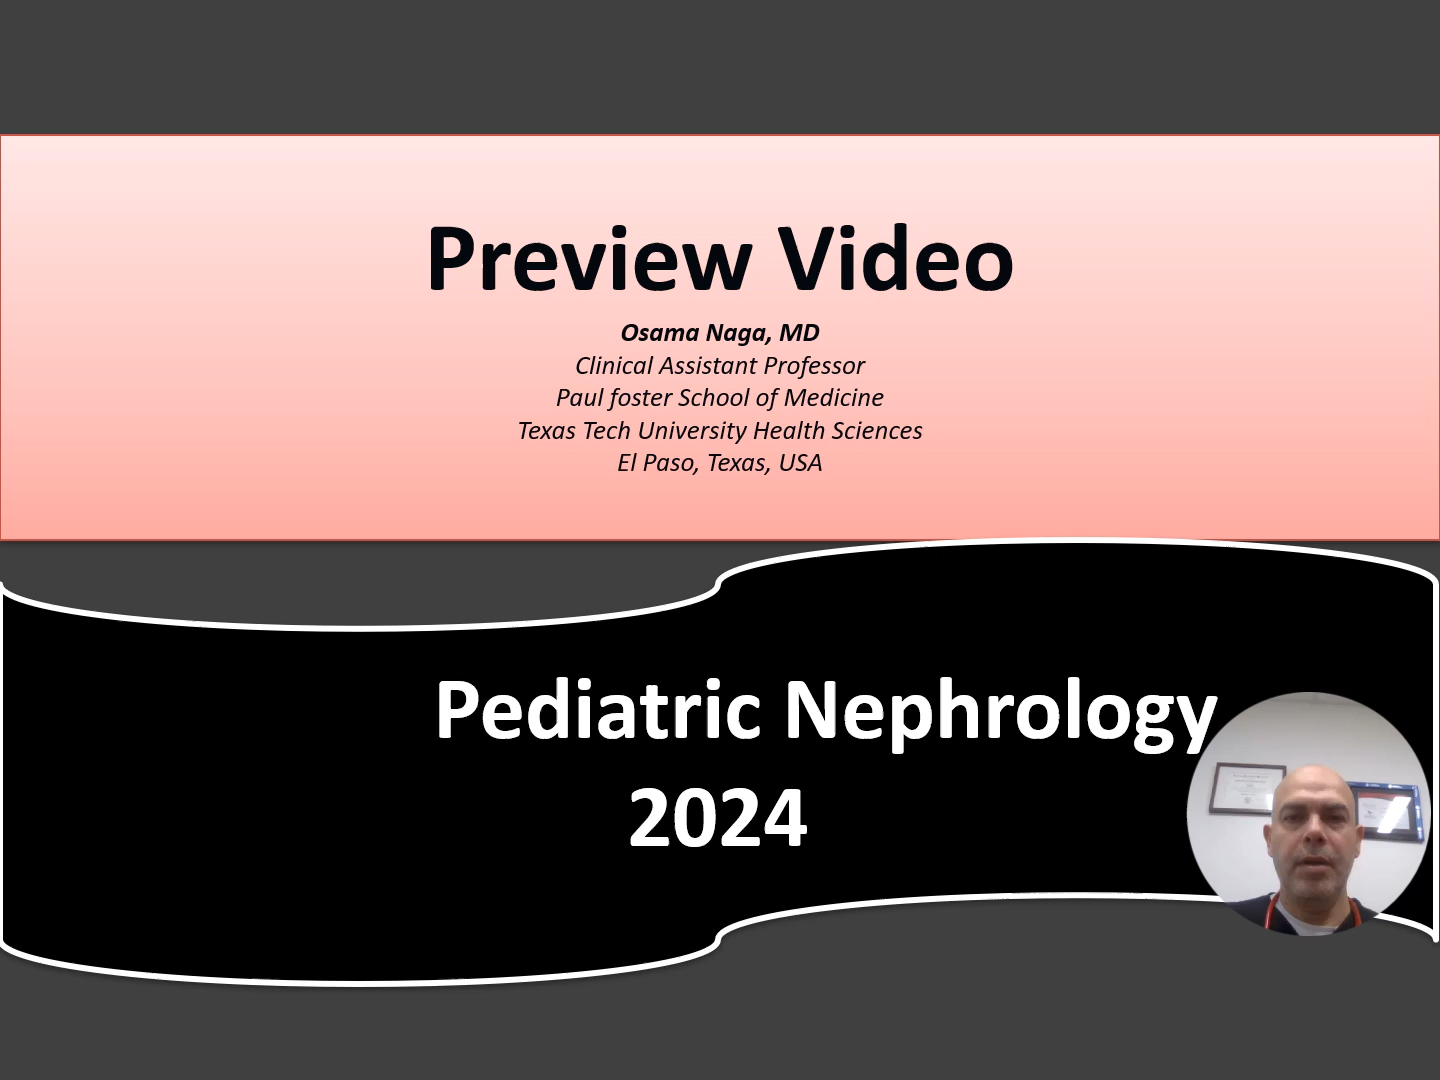 Preview Video
Osama Naga, MD
Clinical Assistant Professor
Paul foster School of Medicine
Texas Tech University Health Sciences
El Paso, Texas, USA
Pediatric Nephrology
2024